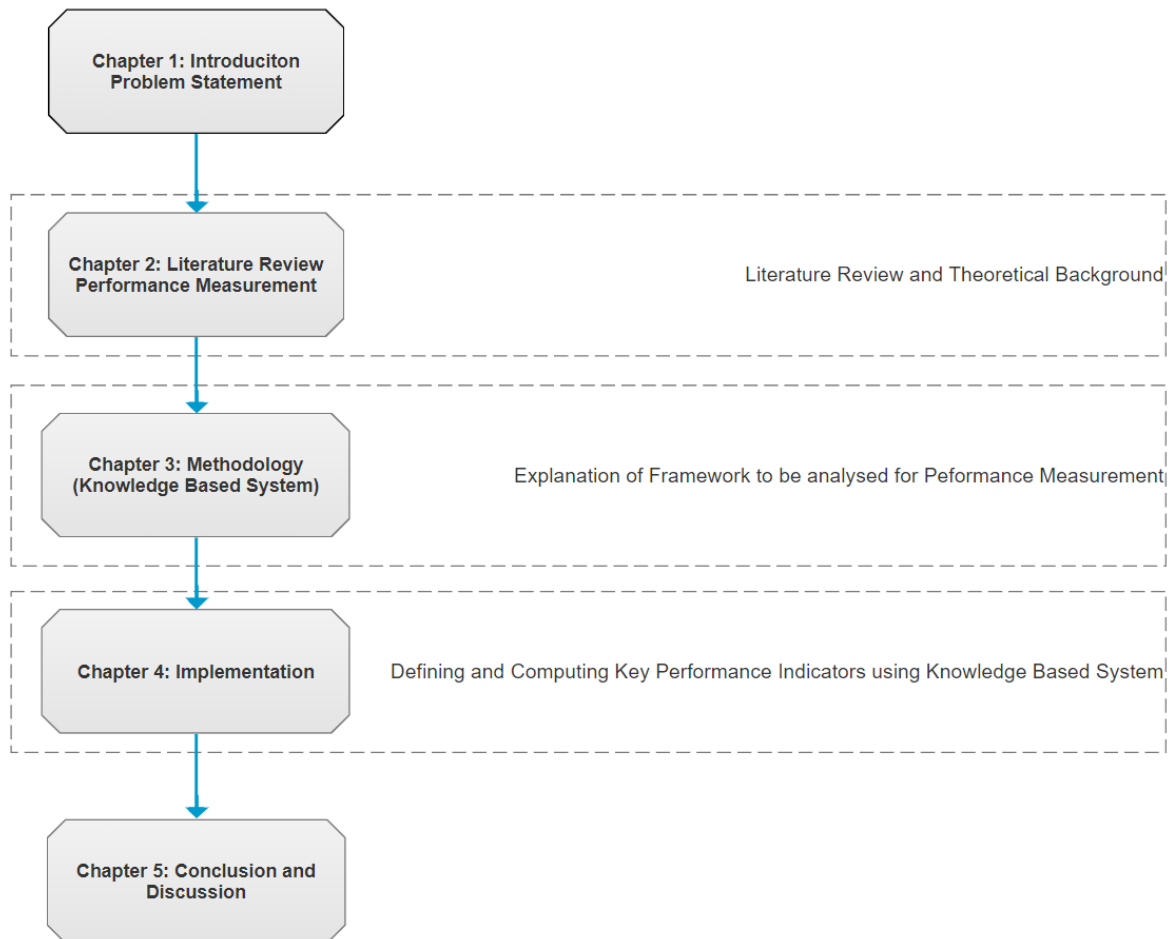 Chapter 1: Introduciton
Problem Statement
Chapter 2: Literature Review
Performance Measurement
Literature Review and Theoretical Background
Chapter 3: Methodology
(Knowledge Based System)
Explanation of Framework to be analysed for Peformance Measurement
Chapter 4: Implementation
Defining and Computing Key Performance Indicators using Knowledge Based System
Chapter 5: Conclusion and
Discussion